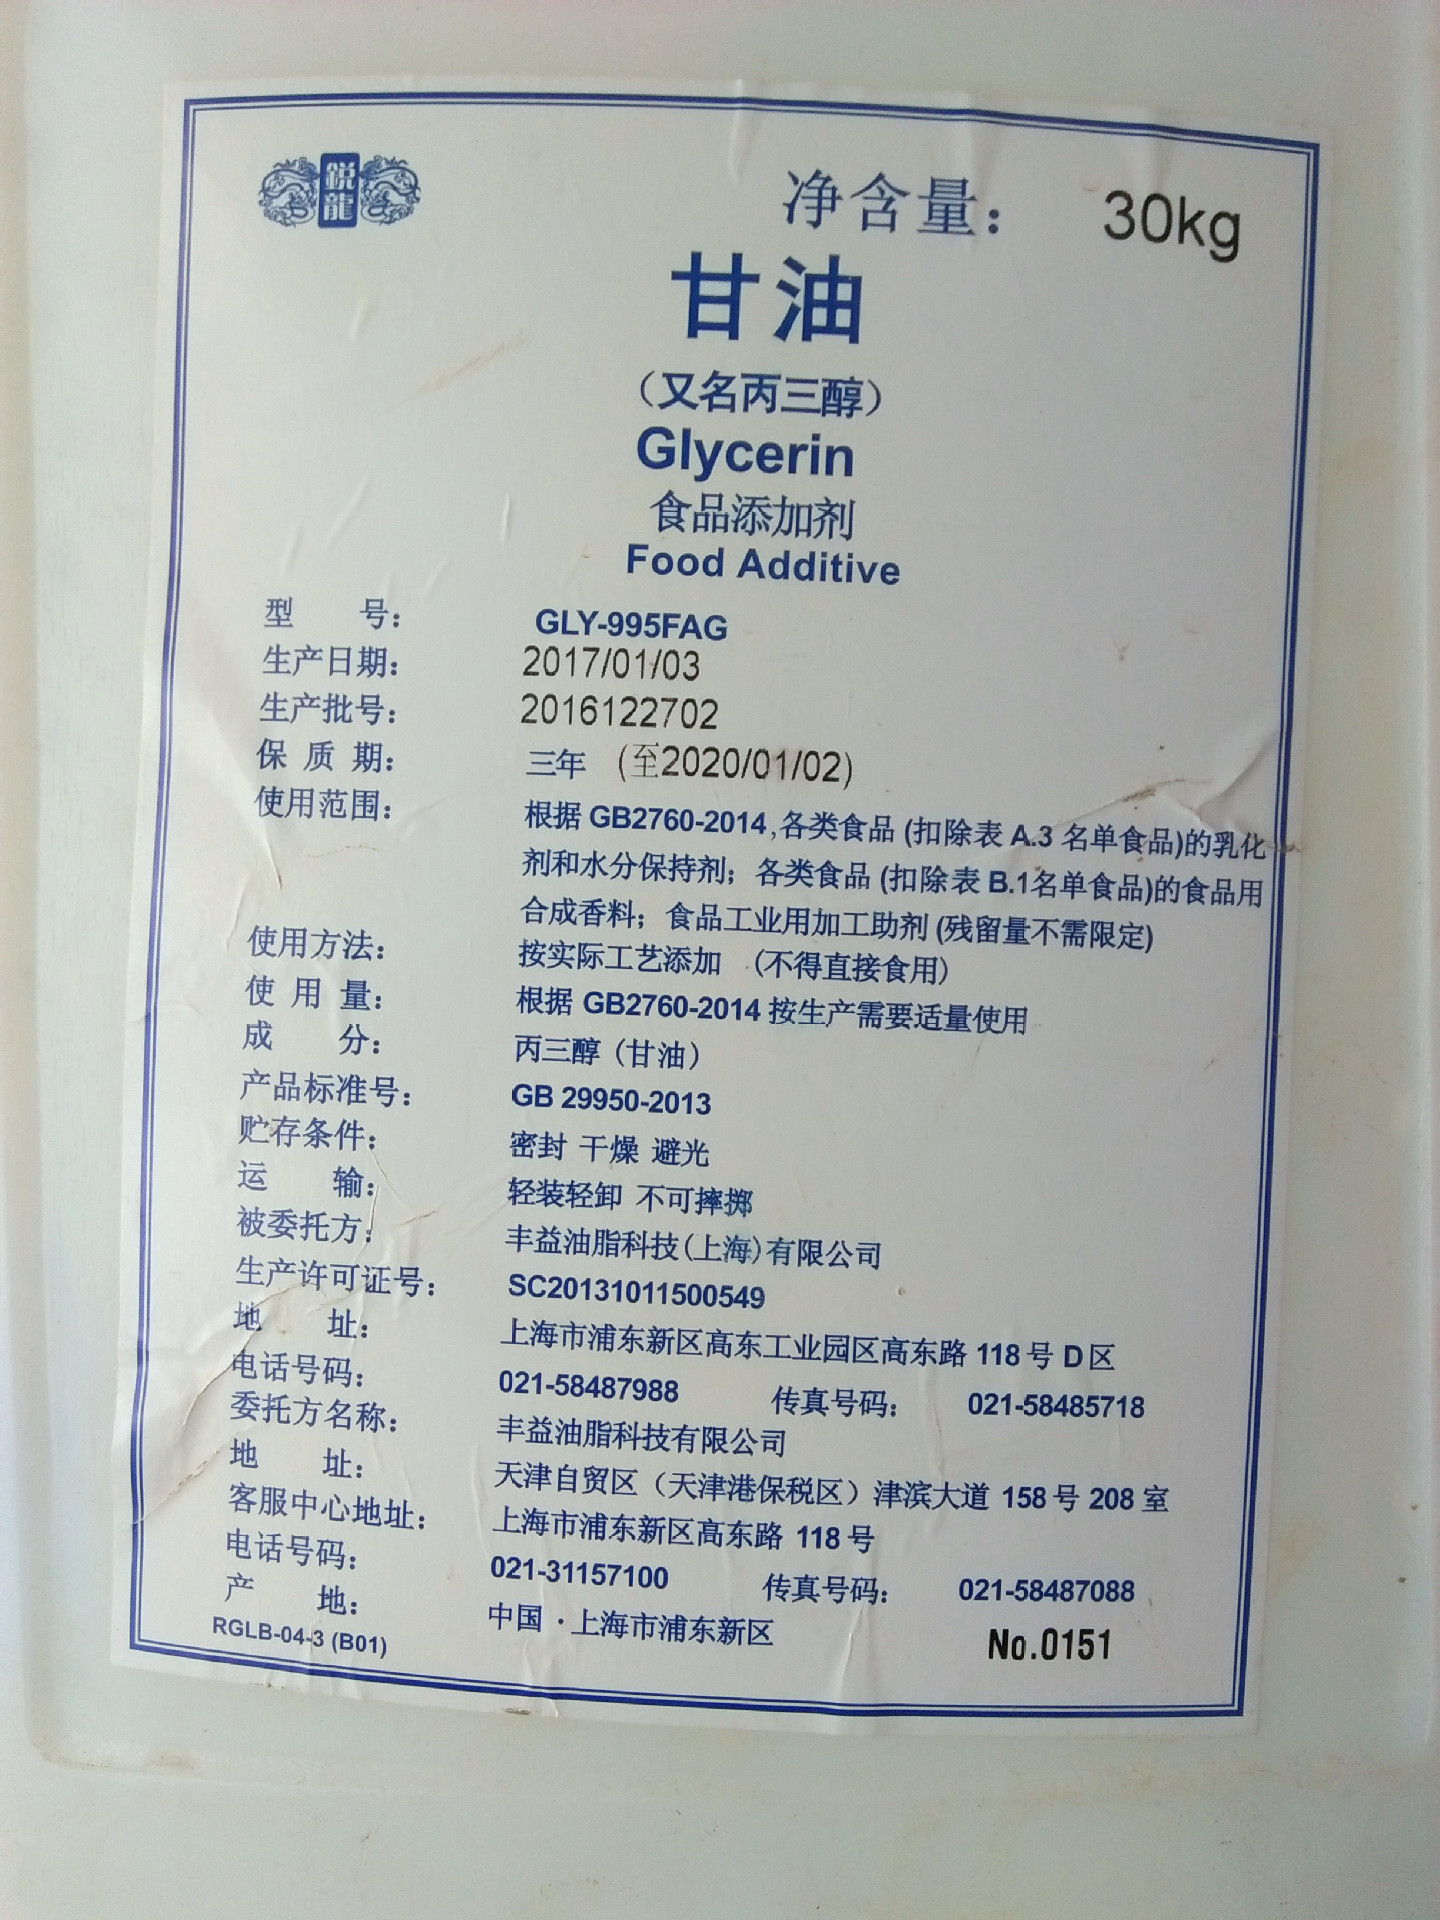 鋭龍
净含量： 30kg
甘油
（又名丙三醇）
Glycerin
食品添加剂
Food Additive
型 号： GLY-995FAG
生产日期： 2017/01/03
生产批号： 2016122702
保 质 期： 三年 (至2020/01/02)
使用范围： 根据 GB2760-2014,各类食品 (扣除表 A.3 名单食品)的乳化
剂和水分保持剂；各类食品 (扣除表 B.1名单食品)的食品用
合成香料；食品工业用加工助剂 (残留量不需限定)
使用方法： 按实际工艺添加 (不得直接食用)
使 用 量： 根据 GB2760-2014 按生产需要适量使用
成 分： 丙三醇（甘油）
产品标准号： GB 29950-2013
贮存条件： 密封 干燥 避光
运 输： 轻装轻卸 不可摔掷
被委托方： 丰益油脂科技(上海)有限公司
生产许可证号： SC20131011500549
地 址： 上海市浦东新区高东工业园区高东路 118号 D区
电话号码： 021-58487988 传真号码： 021-58485718
委托方名称： 丰益油脂科技有限公司
地 址： 天津自贸区（天津港保税区）津滨大道 158号 208 室
客服中心地址： 上海市浦东新区高东路 118号
电话号码： 021-31157100 传真号码： 021-58487088
产 地： 中国·上海市浦东新区
RGLB-04-3 (B01) No.0151